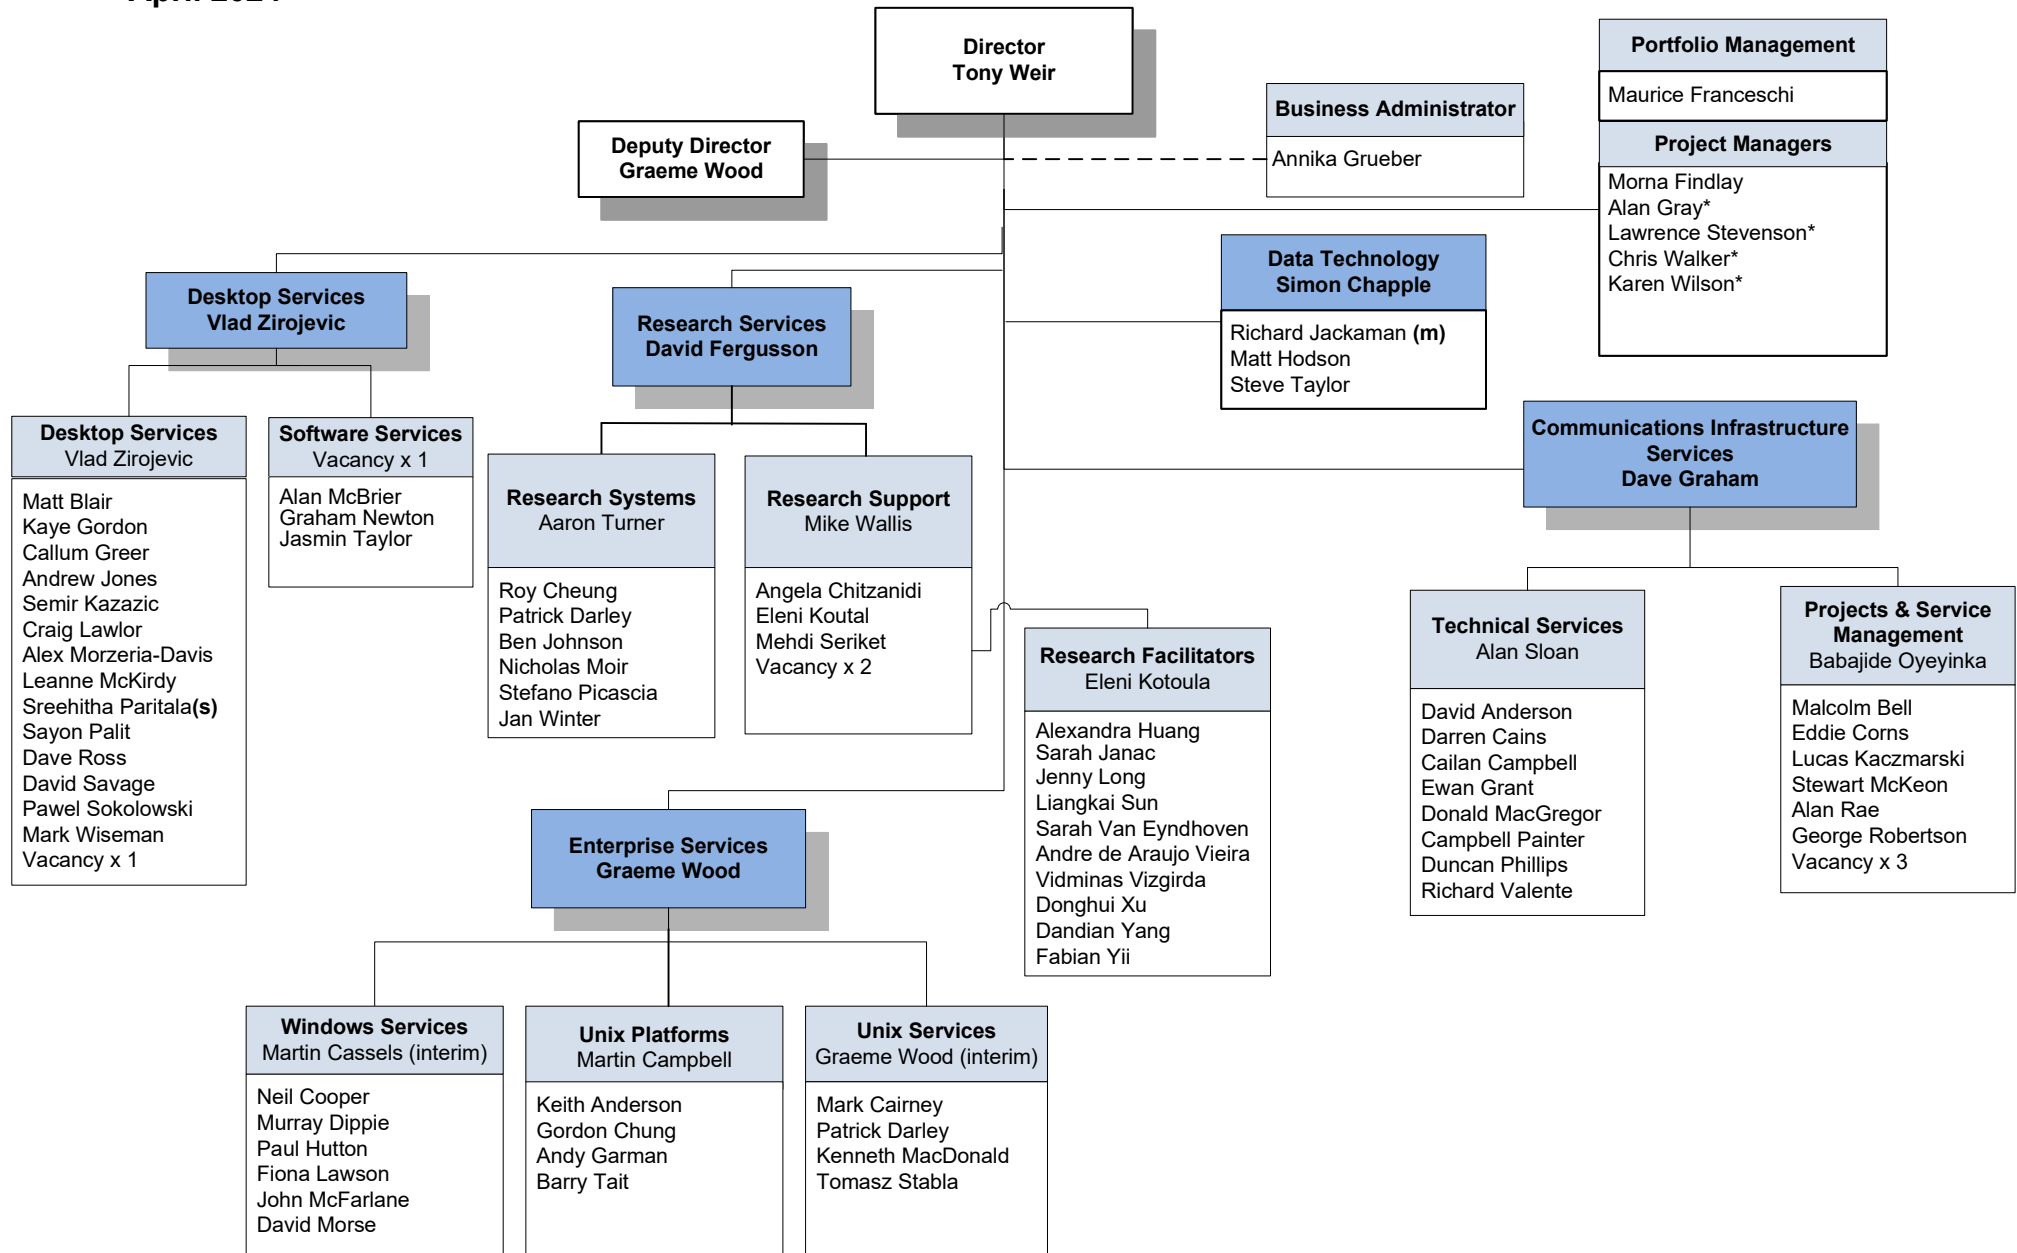 Director
Tony Weir
Portfolio Management
Maurice Franceschi
Project Managers
Morna Findlay
Alan Gray*
Lawrence Stevenson*
Chris Walker*
Karen Wilson*
Business Administrator
Annika Grueber
Deputy Director
Graeme Wood
Data Technology
Simon Chapple
Richard Jackaman (m)
Matt Hodson
Steve Taylor
Desktop Services
Vlad Zirojevic
Research Services
David Fergusson
Communications Infrastructure
Services
Dave Graham
Desktop Services
Vlad Zirojevic
Matt Blair
Kaye Gordon
Callum Greer
Andrew Jones
Semir Kazazic
Craig Lawlor
Alex Morzeria-Davis
Leanne McKirdy
Sreehitha Paritala(s)
Sayon Palit
Dave Ross
David Savage
Pawel Sokolowski
Mark Wiseman
Vacancy x 1
Software Services
Vacancy x 1
Alan McBrier
Graham Newton
Jasmin Taylor
Research Systems
Aaron Turner
Roy Cheung
Patrick Darley
Ben Johnson
Nicholas Moir
Stefano Picascia
Jan Winter
Research Support
Mike Wallis
Angela Chitzanidi
Eleni Koutal
Mehdi Seriket
Vacancy x 2
Research Facilitators
Eleni Kotoula
Alexandra Huang
Sarah Janac
Jenny Long
Liangkai Sun
Sarah Van Eyndhoven
Andre de Araujo Vieira
Vidminas Vizgirda
Donghui Xu
Dandian Yang
Fabian Yii
Technical Services
Alan Sloan
David Anderson
Darren Cains
Cailan Campbell
Ewan Grant
Donald MacGregor
Campbell Painter
Duncan Phillips
Richard Valente
Projects & Service
Management
Babajide Oyeyinka
Malcolm Bell
Eddie Corns
Lucas Kaczmarski
Stewart McKeon
Alan Rae
George Robertson
Vacancy x 3
Enterprise Services
Graeme Wood
Windows Services
Martin Cassels (interim)
Neil Cooper
Murray Dippie
Paul Hutton
Fiona Lawson
John McFarlane
David Morse
Unix Platforms
Martin Campbell
Keith Anderson
Gordon Chung
Andy Garman
Barry Tait
Unix Services
Graeme Wood (interim)
Mark Cairney
Patrick Darley
Kenneth MacDonald
Tomasz Stabla